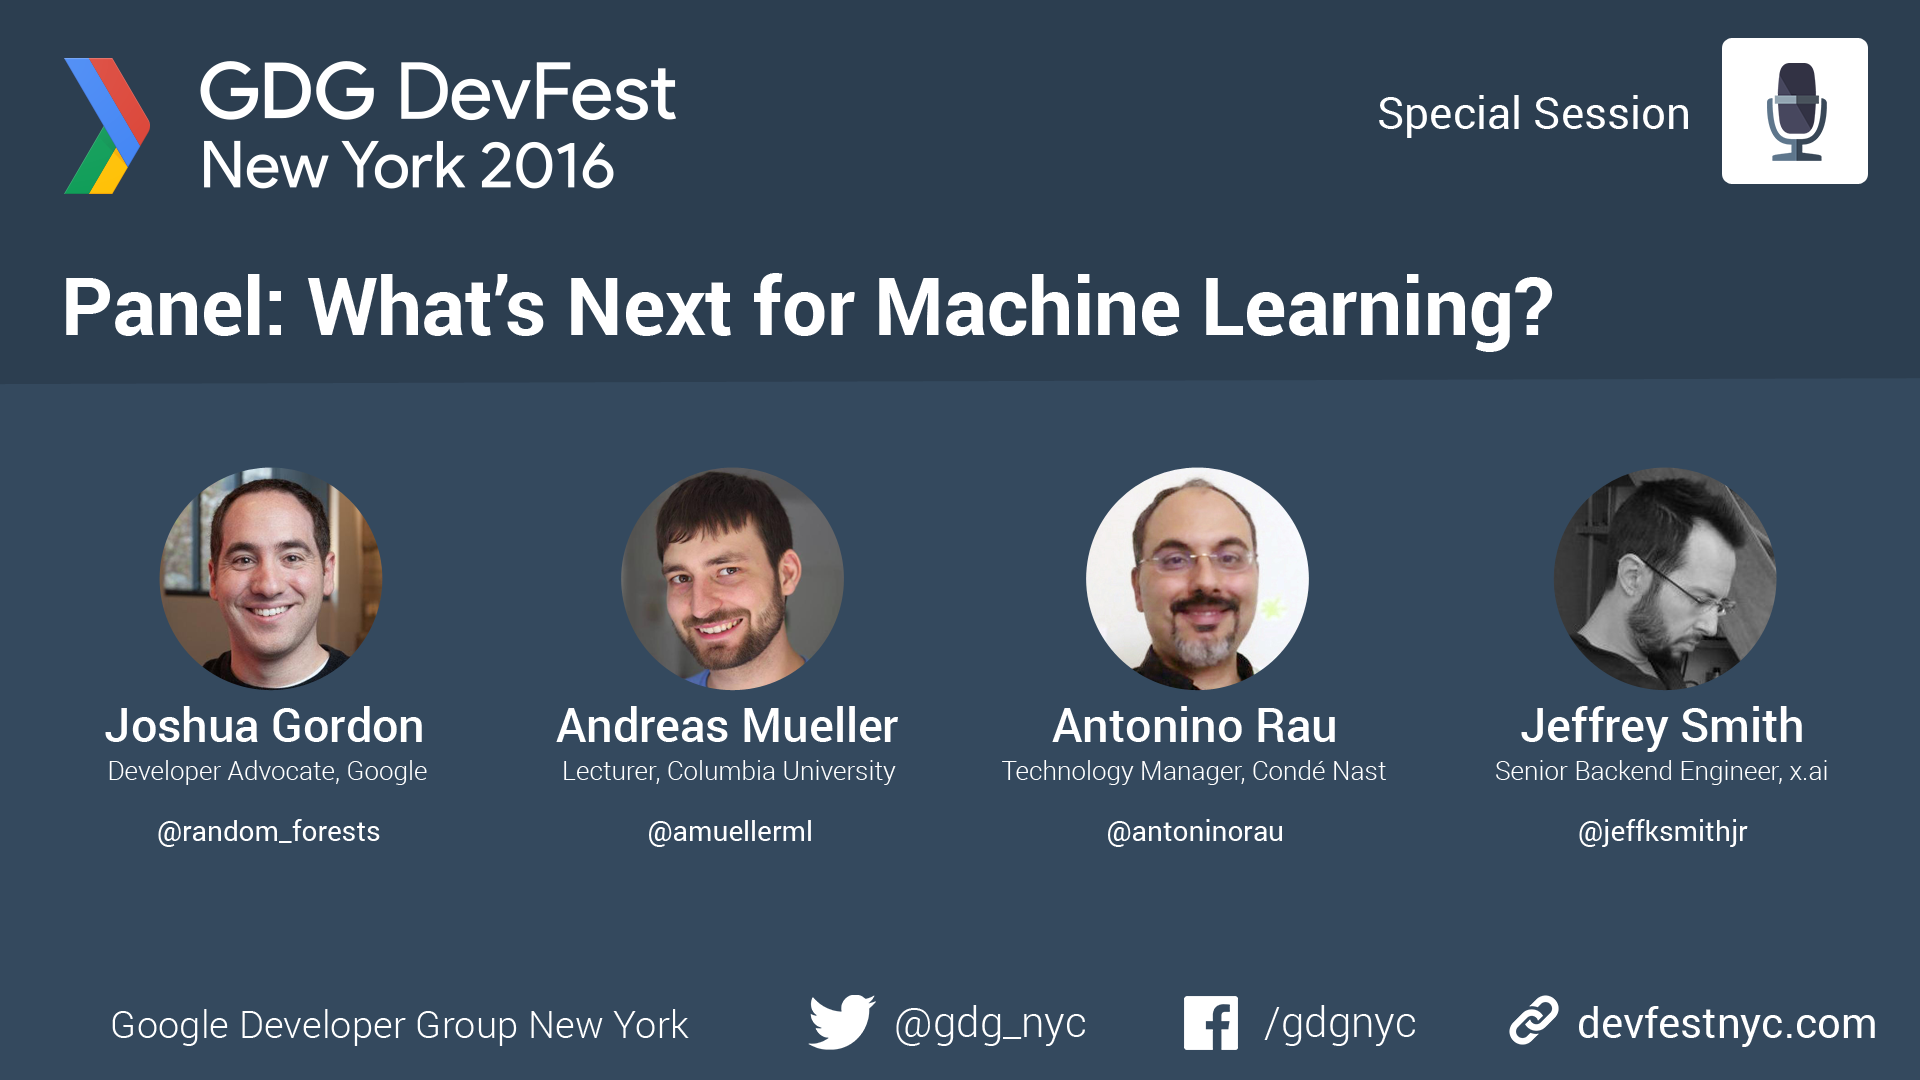 GDG DevFest
New York 2016
Special Session
Panel: What's Next for Machine Learning?
Joshua Gordon
Developer Advocate, Google
@random_forests
Andreas Mueller
Lecturer, Columbia University
@amuellerml
Antonino Rau
Technology Manager, Condé Nast
@antoninorau
Jeffrey Smith
Senior Backend Engineer, x.ai
@jeffksmithjr
Google Developer Group New York
@gdg_nyc
/gdgnyc
devfestnyc.com